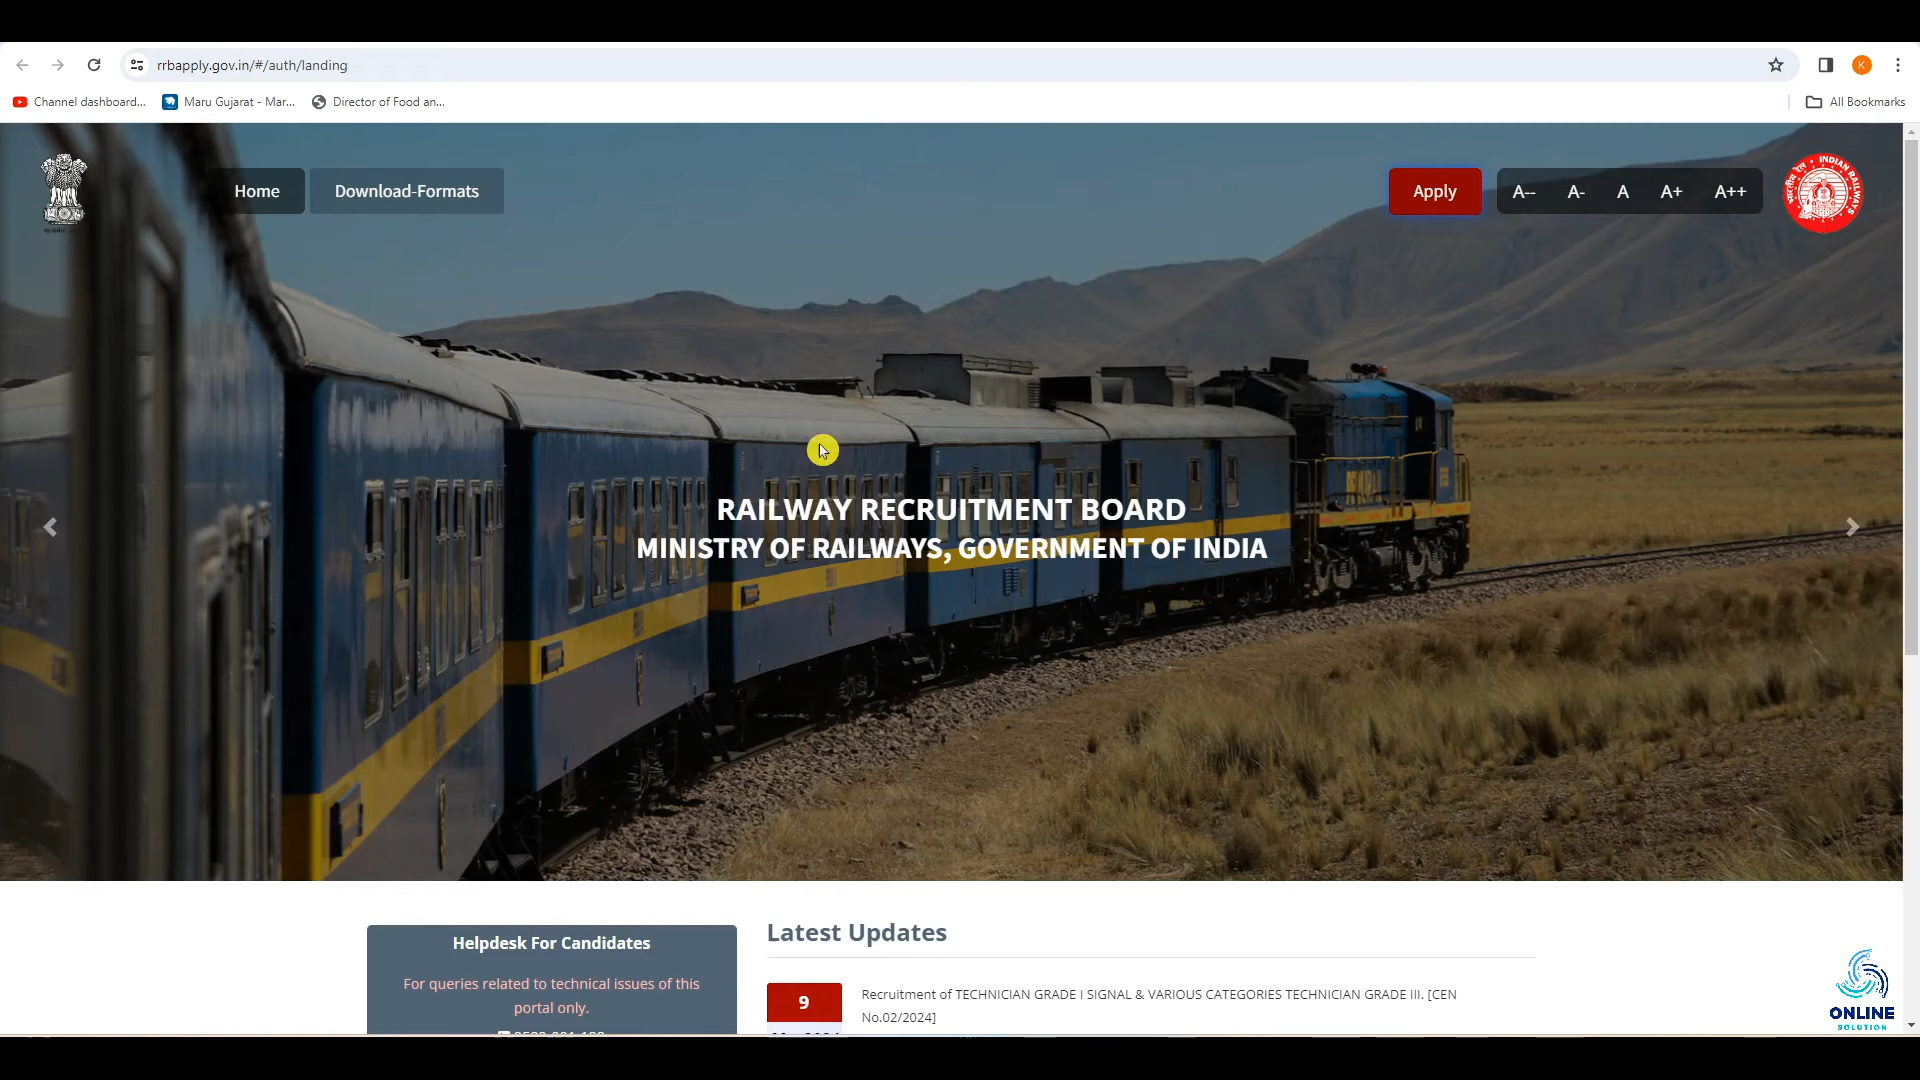 rrbapply.gov.in/#/auth/landing
K
Channel dashboard...
Maru Gujarat - Mar...
Director of Food an...
All Bookmarks
Home
Download-Formats
Apply
A--
A-
A
A+
A++
RAILWAY RECRUITMENT BOARD
MINISTRY OF RAILWAYS, GOVERNMENT OF INDIA
Helpdesk For Candidates
For queries related to technical issues of this
portal only.
Latest Updates
9
Recruitment of TECHNICIAN GRADE I SIGNAL & VARIOUS CATEGORIES TECHNICIAN GRADE III. [CEN
No.02/2024]
ONLINE
SOLUTION